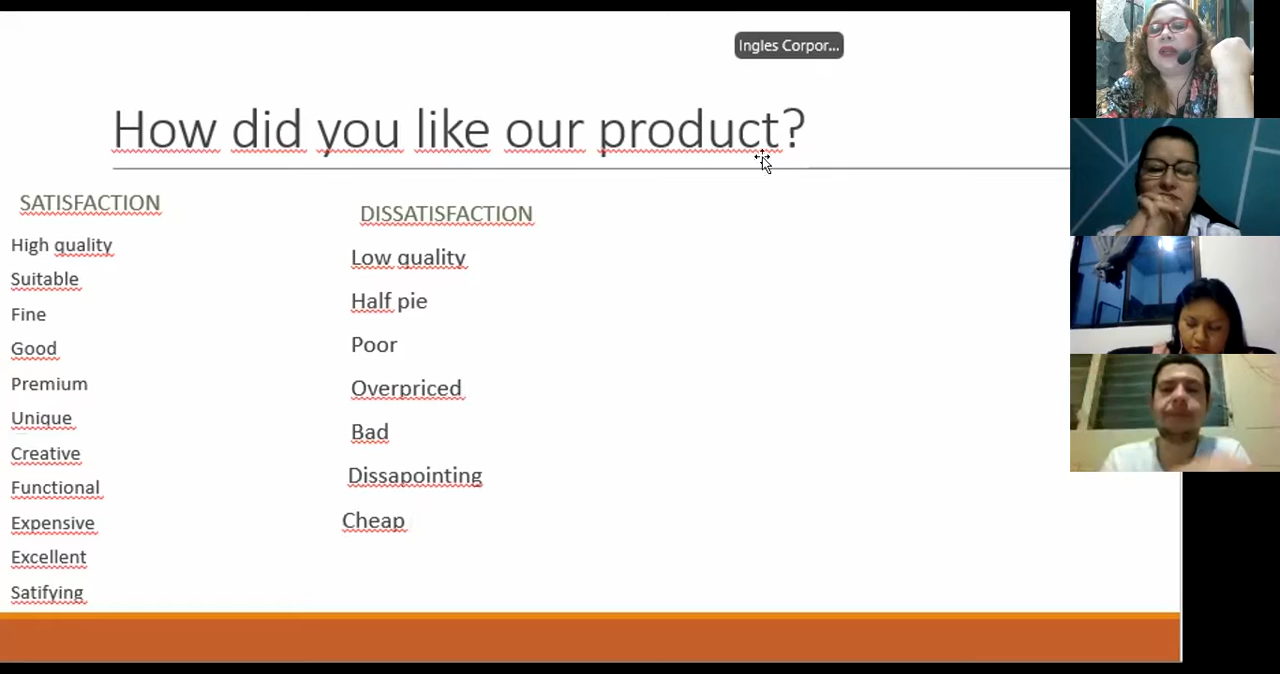 Ingles Corpor...
How did you like our product?
SATISFACTION
High quality
Suitable
Fine
Good
Premium
Unique
Creative
Functional
Expensive
Excellent
Satifying
DISSATISFACTION
Low quality
Half pie
Poor
Overpriced
Bad
Dissapointing
Cheap